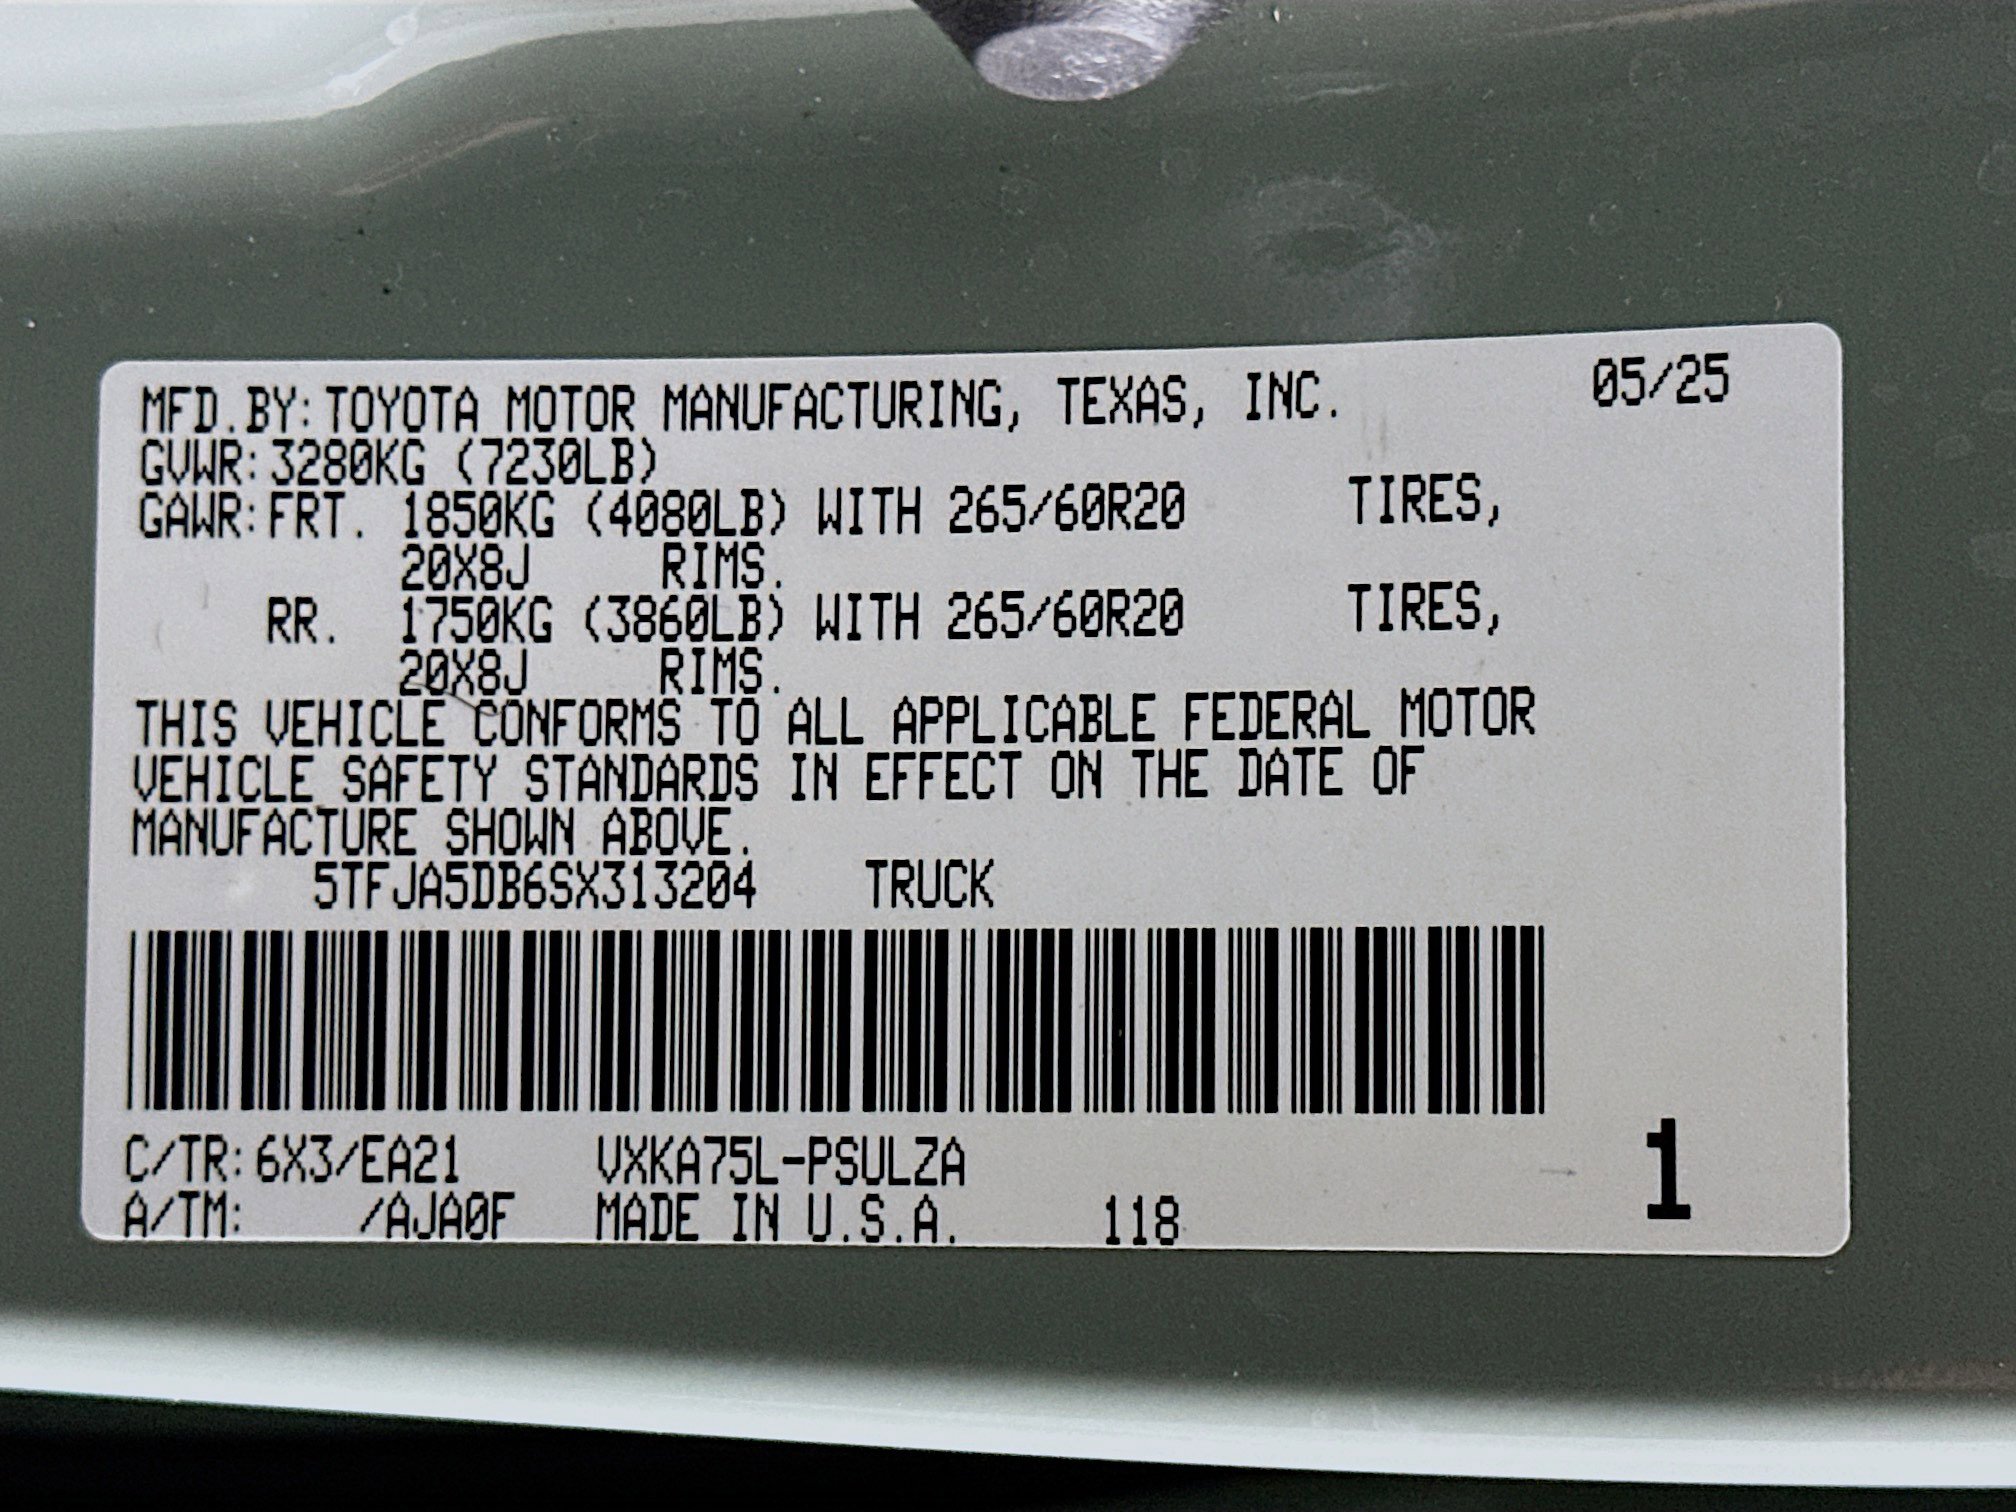 MFD.BY:TOYOTA MOTOR MANUFACTURING, TEXAS, INC. 05/25
GVWR:3280KG (7230LB)
GAWR:FRT. 1850KG (4080LB) WITH 265/60R20 TIRES,
20X8J RIMS.
RR. 1750KG (3860LB) WITH 265/60R20 TIRES,
20X8J RIMS.
THIS VEHICLE CONFORMS TO ALL APPLICABLE FEDERAL MOTOR
VEHICLE SAFETY STANDARDS IN EFFECT ON THE DATE OF
MANUFACTURE SHOWN ABOVE.
5TFJA5DB6SX313204 TRUCK
C/TR:6X3/EA21 VXKA75L-PSULZA
A/TM: /AJA0F MADE IN U.S.A. 118
1